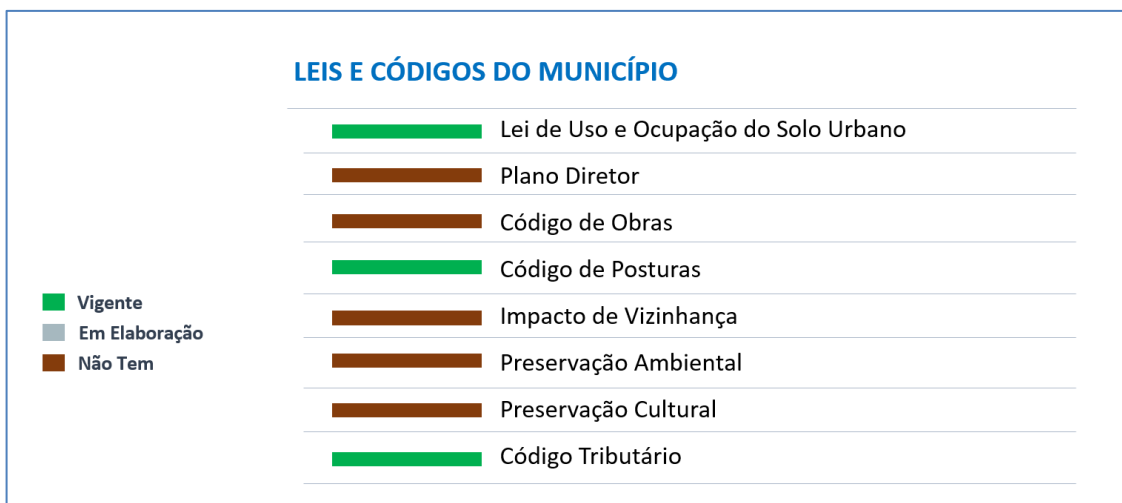 LEIS E CÓDIGOS DO MUNICÍPIO
Lei de Uso e Ocupação do Solo Urbano
Plano Diretor
Código de Obras
Código de Posturas
Impacto de Vizinhança
Preservação Ambiental
Preservação Cultural
Código Tributário
Vigente
Em Elaboração
Não Tem